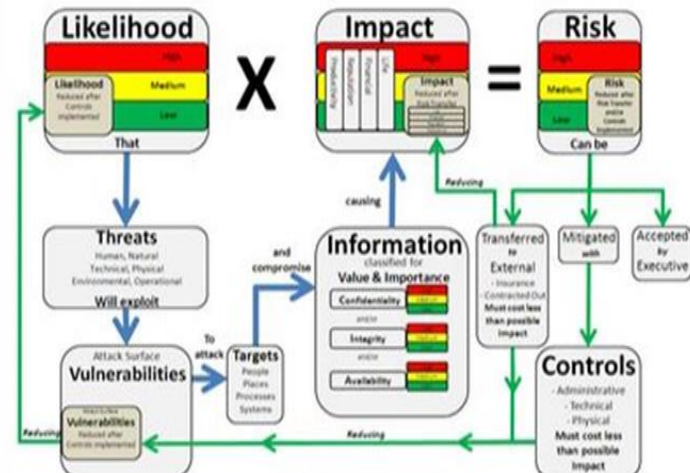 Likelihood
High
Medium
Low
Likelihood
Reduced after
Controls
implemented
That
X
Impact
High
Productivity
Reputation
Financial
Life
Impact
Reduced after
Risk Transfer
=
Risk
High
Medium
Low
Risk
Reduced after
Risk Transfer
and/or
Controls
implemented
Can be
Threats
Human, Natural
Technical, Physical
Environmental, Operational
Will exploit
Attack Surface
Vulnerabilities
Vulnerabilities
Reduced after
Controls implemented
To
attack
Targets
People
Places
Processes
Systems
and
compromise
Information
classified for
Value & Importance
Confidentiality
and/or
Integrity
and/or
Availability
causing
Reducing
Transferred
to
External
- Insurance
- Contracted Out
Must cost less
than possible
impact
Mitigated
with
Accepted
by
Executive
Controls
- Administrative
- Technical
- Physical
Must cost less
than possible
Impact
Reducing
Reducing